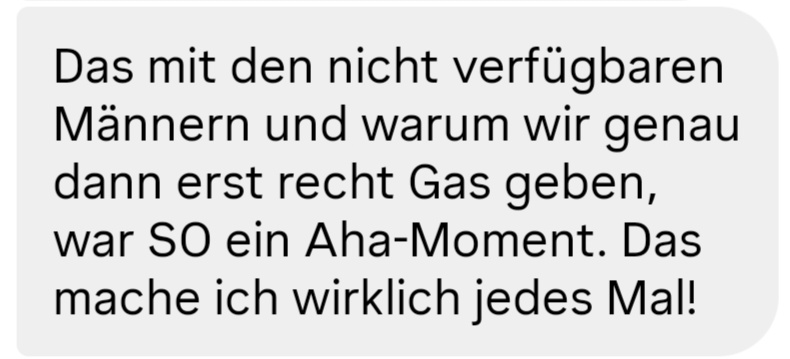 Das mit den nicht verfügbaren
Männern und warum wir genau
dann erst recht Gas geben,
war SO ein Aha-Moment. Das
mache ich wirklich jedes Mal!